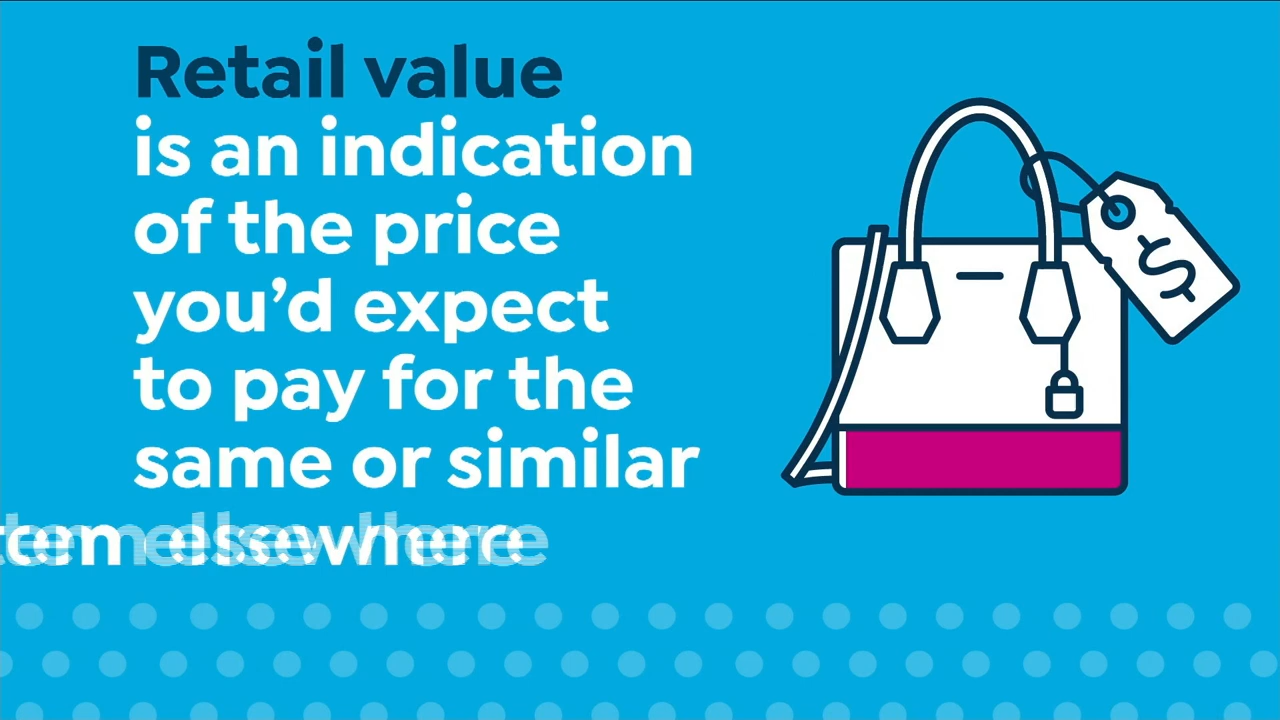 Retail value
is an indication
of the price
you’d expect
to pay for the
same or similar
elsewhere
$